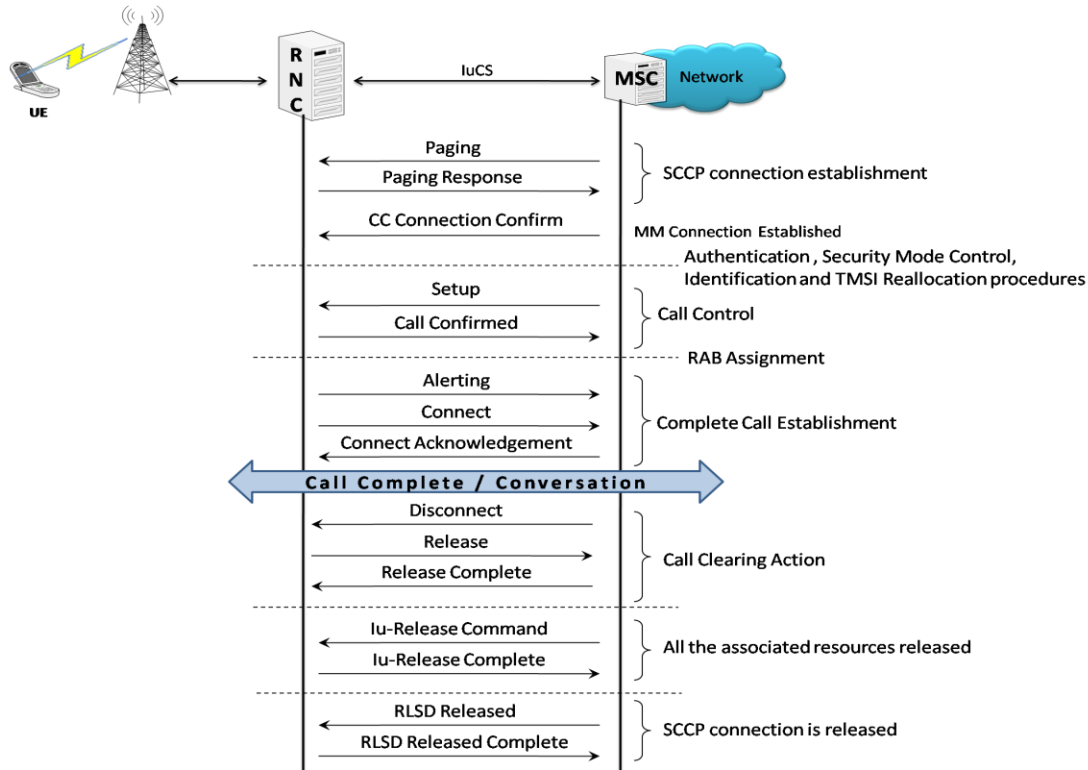 UE
R
N
C
IuCS
MSC
Network
Paging
Paging Response
SCCP connection establishment
CC Connection Confirm
MM Connection Established
Authentication , Security Mode Control,
Identification and TMSI Reallocation procedures
Setup
Call Confirmed
Call Control
RAB Assignment
Alerting
Connect
Connect Acknowledgement
Complete Call Establishment
Call Complete / Conversation
Disconnect
Release
Release Complete
Call Clearing Action
Iu-Release Command
Iu-Release Complete
All the associated resources released
RLSD Released
RLSD Released Complete
SCCP connection is released